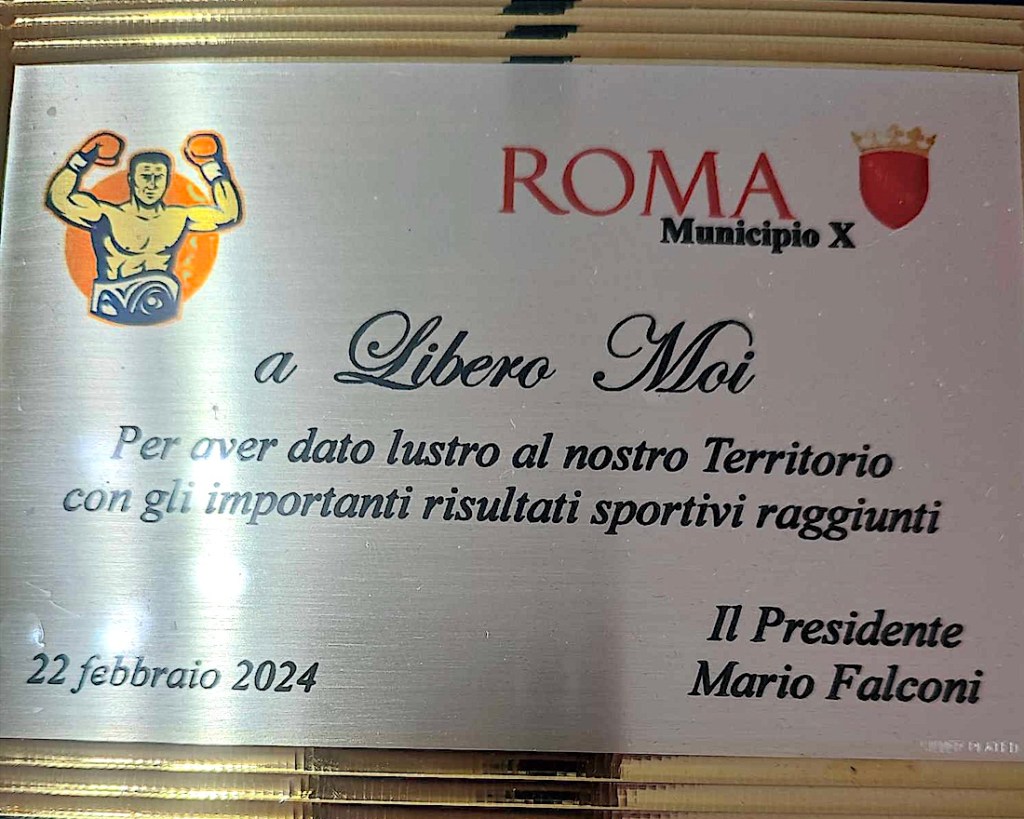 ROMA
Municipio X
a Libero Moi
Per aver dato lustro al nostro Territorio
con gli importanti risultati sportivi raggiunti
Il Presidente
22 febbraio 2024
Mario Falconi
PLATED